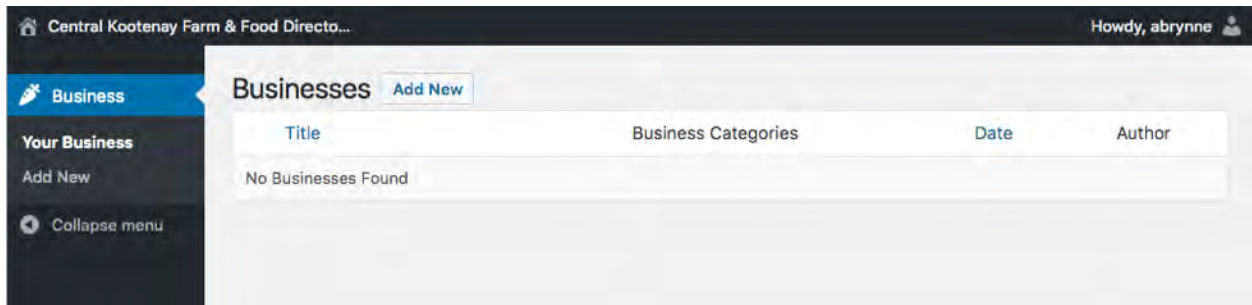 Central Kootenay Farm & Food Directo... Howdy, abrynne
Business
Your Business
Add New
Collapse menu
Businesses Add New
Title Business Categories Date Author
No Businesses Found